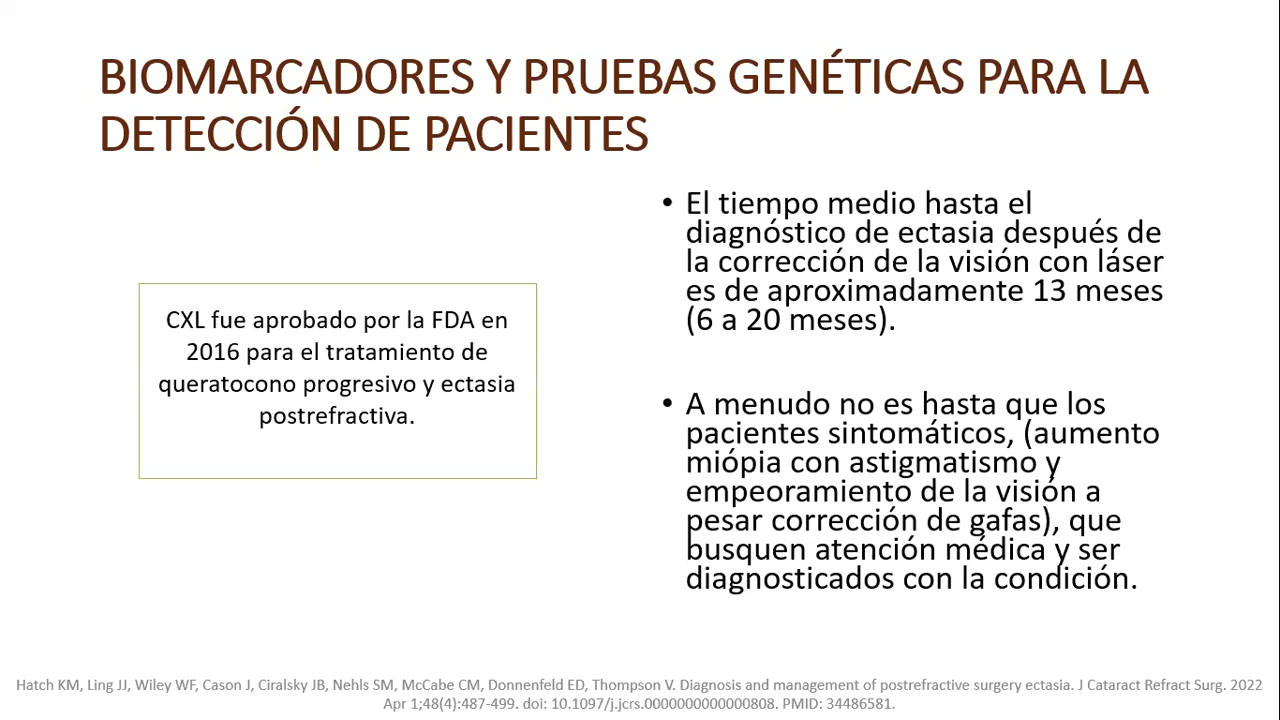 BIOMARCADORES Y PRUEBAS GENÉTICAS PARA LA
DETECCIÓN DE PACIENTES
CXL fue aprobado por la FDA en
2016 para el tratamiento de
queratocono progresivo y ectasia
postrefractiva.
• El tiempo medio hasta el
diagnóstico de ectasia después de
la corrección de la visión con láser
es de aproximadamente 13 meses
(6 a 20 meses).
• A menudo no es hasta que los
pacientes sintomáticos, (aumento
miópia con astigmatismo y
empeoramiento de la visión a
pesar corrección de gafas), que
busquen atención médica y ser
diagnosticados con la condición.
Hatch KM, Ling JJ, Wiley WF, Cason J, Ciralsky JB, Nehls SM, McCabe CM, Donnenfeld ED, Thompson V. Diagnosis and management of postrefractive surgery ectasia. J Cataract Refract Surg. 2022
Apr 1;48(4):487-499. doi: 10.1097/j.jcrs.0000000000000808. PMID: 34486581.